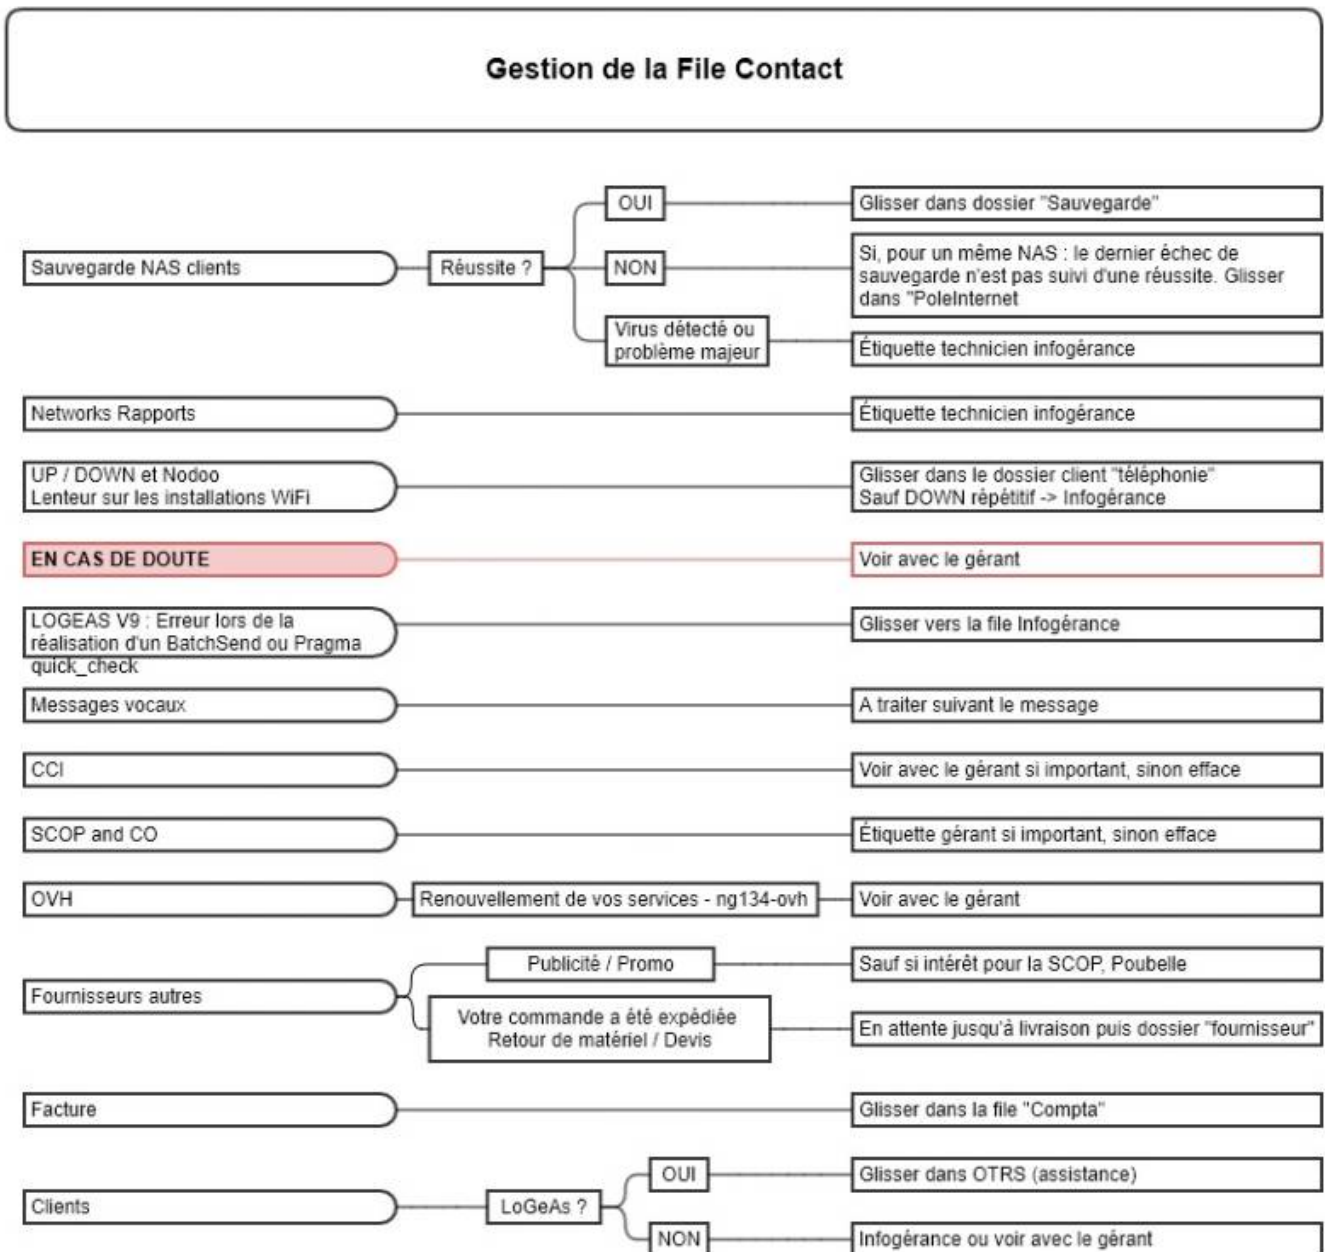 Gestion de la File Contact
OUI
Glisser dans dossier "Sauvegarde"
Sauvegarde NAS clients
Réussite ?
NON
Si, pour un même NAS : le dernier échec de
sauvegarde n'est pas suivi d'une réussite. Glisser
dans "PoleInternet
Virus détecté ou
problème majeur
Étiquette technicien infogérance
Networks Rapports
Étiquette technicien infogérance
UP / DOWN et Nodoo
Lenteur sur les installations WiFi
Glisser dans le dossier client "téléphonie"
Sauf DOWN répétitif -> Infogérance
EN CAS DE DOUTE
Voir avec le gérant
LOGEAS V9 : Erreur lors de la
réalisation d'un BatchSend ou Pragma
quick_check
Glisser vers la file Infogérance
Messages vocaux
A traiter suivant le message
CCI
Voir avec le gérant si important, sinon efface
SCOP and CO
Étiquette gérant si important, sinon efface
OVH
Renouvellement de vos services - ng134-ovh
Voir avec le gérant
Fournisseurs autres
Publicité / Promo
Sauf si intérêt pour la SCOP, Poubelle
Votre commande a été expédiée
Retour de matériel / Devis
En attente jusqu'à livraison puis dossier "fournisseur"
Facture
Glisser dans la file "Compta"
Clients
LoGeAs ?
OUI
Glisser dans OTRS (assistance)
NON
Infogérance ou voir avec le gérant